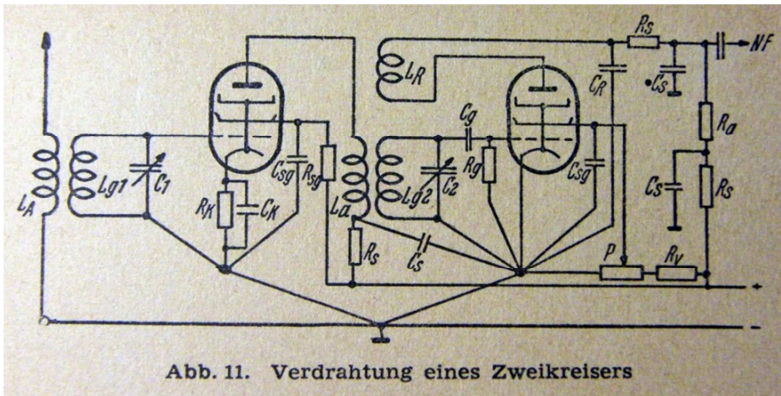 Rs
NF
LR
CR
Cs
Ra
Cg
LA
Lg1
C1
Csg
Rsg
La
Lg2
C2
Rg
Csg
Cs
Rs
RK
CK
Rs
Cs
P
Rv
+
−
Abb. 11. Verdrahtung eines Zweikreisers